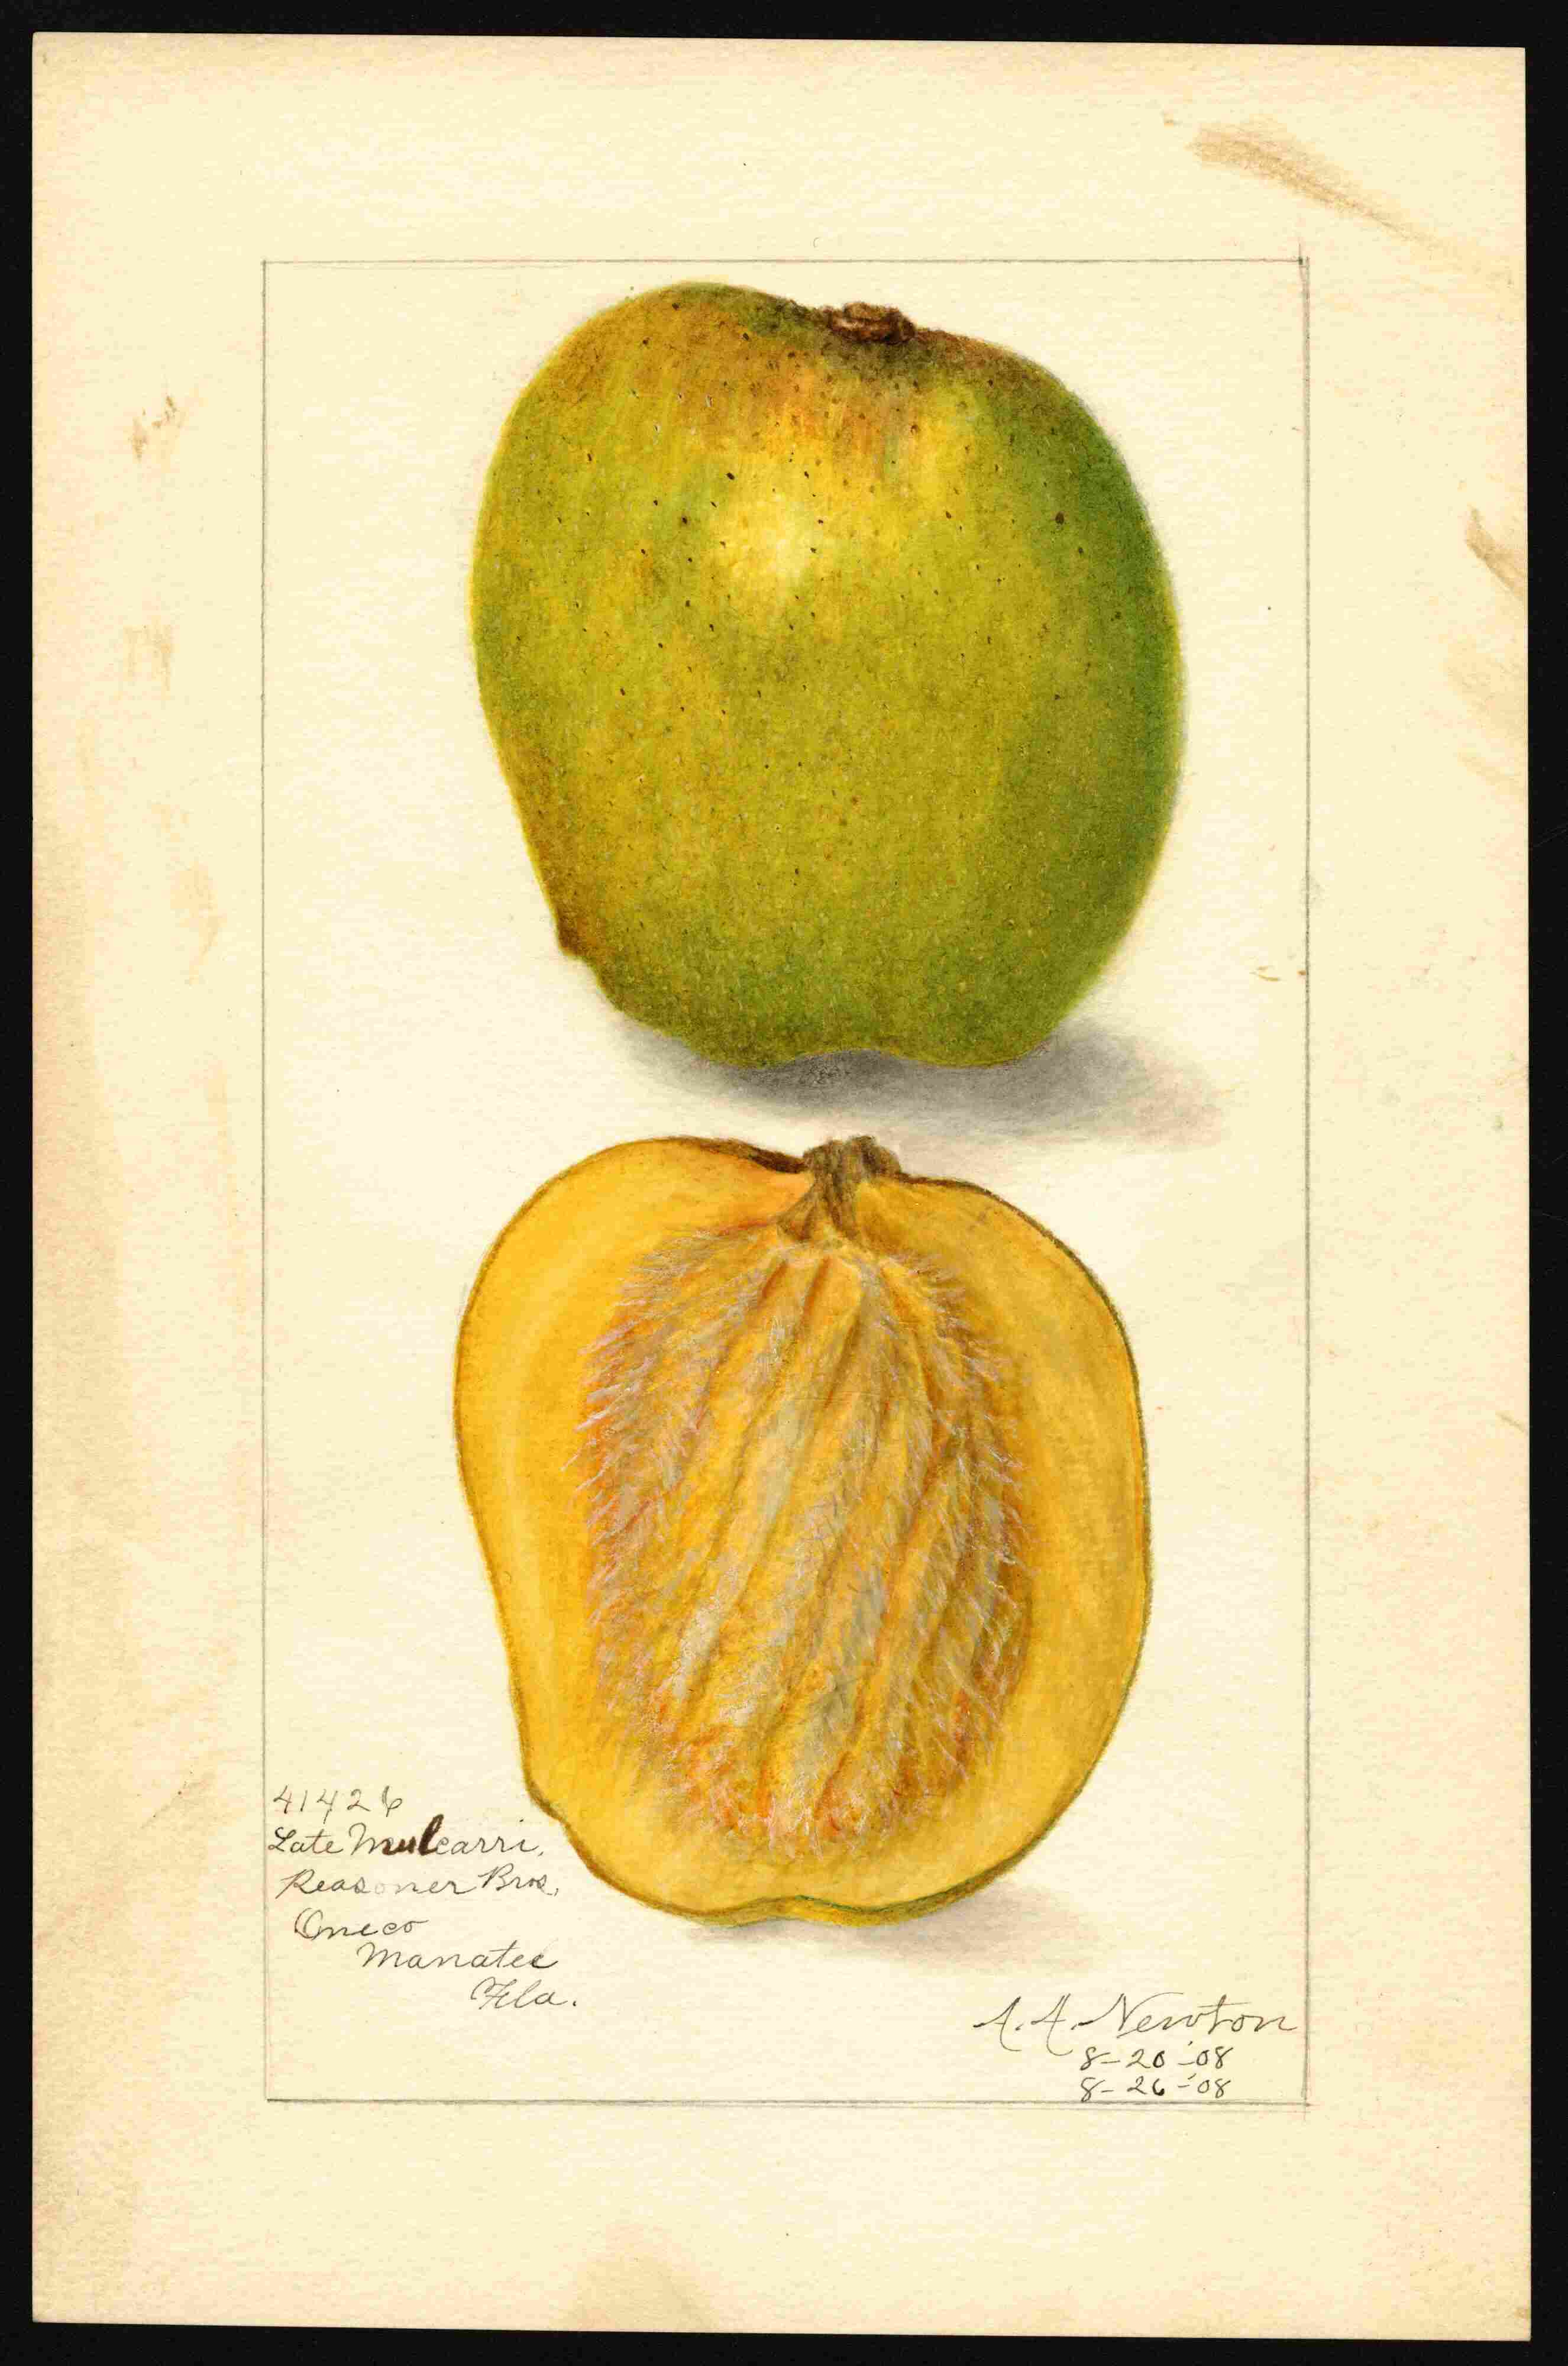 41426
Late Mulcarri.
Reasoner Bros.,
Oneco
Manatee
Fla.
A. A. Newton
8-20-'08
8-26-'08